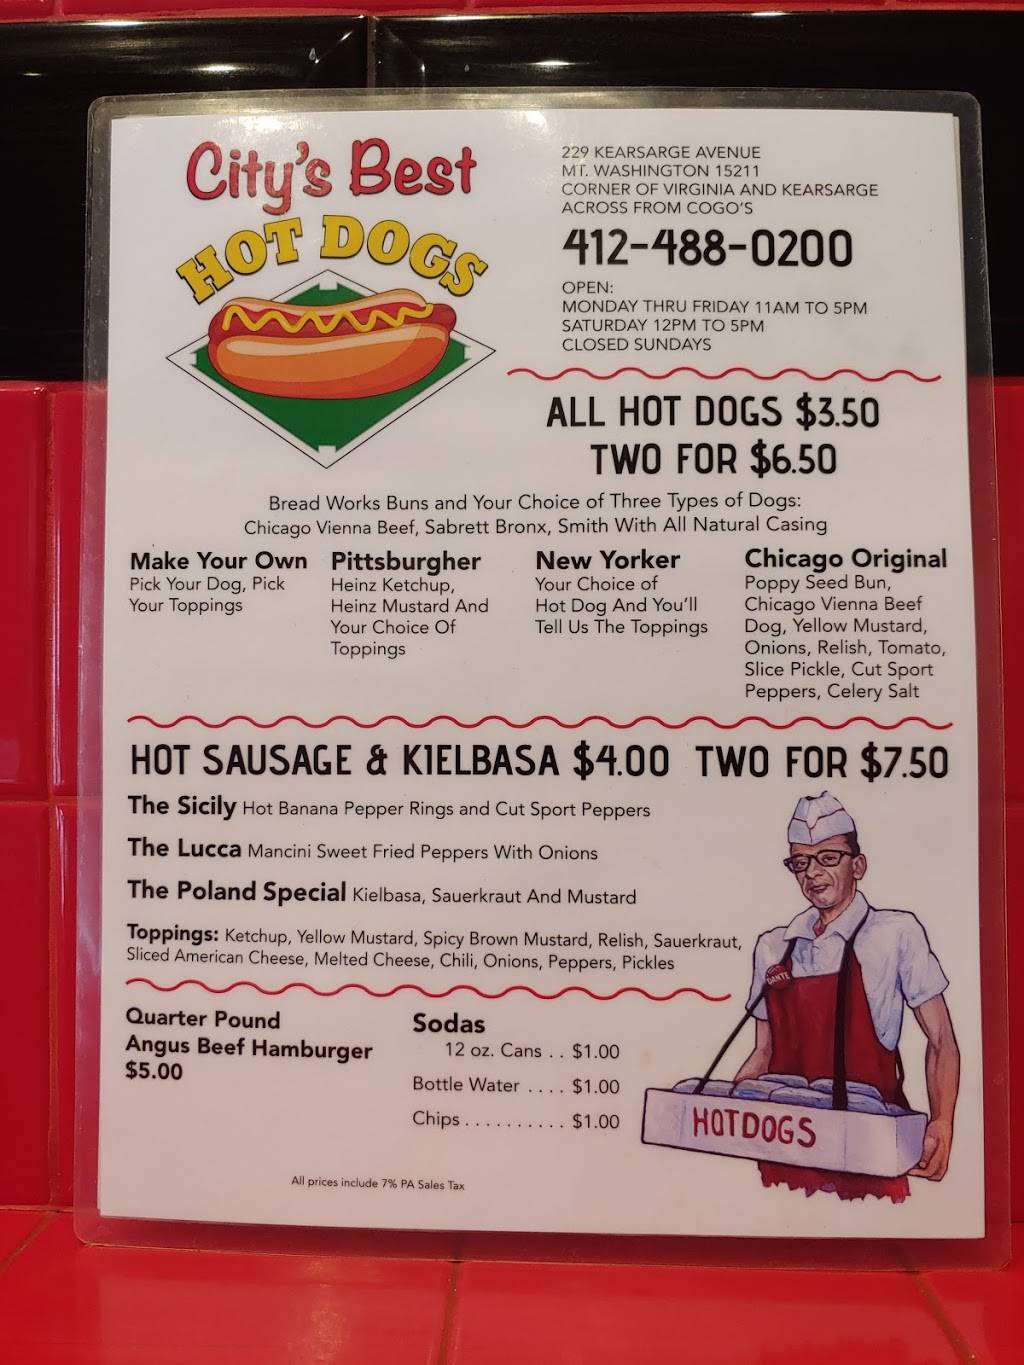 City's Best
HOT DOGS
229 KEARSARGE AVENUE
MT. WASHINGTON 15211
CORNER OF VIRGINIA AND KEARSARGE
ACROSS FROM COGO'S
412-488-0200
OPEN:
MONDAY THRU FRIDAY 11AM TO 5PM
SATURDAY 12PM TO 5PM
CLOSED SUNDAYS
ALL HOT DOGS $3.50
TWO FOR $6.50
Bread Works Buns and Your Choice of Three Types of Dogs:
Chicago Vienna Beef, Sabrett Bronx, Smith With All Natural Casing
Make Your Own
Pick Your Dog, Pick
Your Toppings
Pittsburgher
Heinz Ketchup,
Heinz Mustard And
Your Choice Of
Toppings
New Yorker
Your Choice of
Hot Dog And You'll
Tell Us The Toppings
Chicago Original
Poppy Seed Bun,
Chicago Vienna Beef
Dog, Yellow Mustard,
Onions, Relish, Tomato,
Slice Pickle, Cut Sport
Peppers, Celery Salt
HOT SAUSAGE & KIELBASA $4.00 TWO FOR $7.50
The Sicily Hot Banana Pepper Rings and Cut Sport Peppers
The Lucca Mancini Sweet Fried Peppers With Onions
The Poland Special Kielbasa, Sauerkraut And Mustard
Toppings: Ketchup, Yellow Mustard, Spicy Brown Mustard, Relish, Sauerkraut,
Sliced American Cheese, Melted Cheese, Chili, Onions, Peppers, Pickles
Quarter Pound
Angus Beef Hamburger
$5.00
Sodas
12 oz. Cans . . $1.00
Bottle Water . . . . $1.00
Chips . . . . . . . . . . $1.00
DANTE
HOTDOGS
All prices include 7% PA Sales Tax